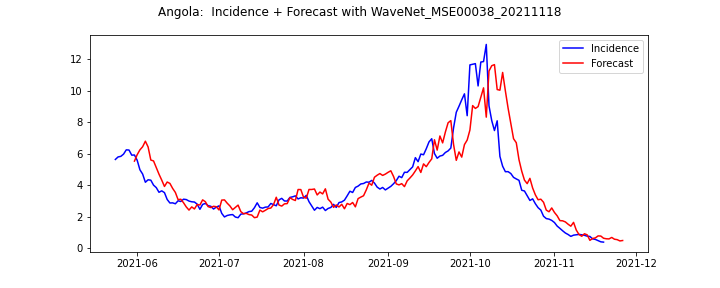 Angola:  Incidence + Forecast with WaveNet_MSE00038_20211118
Incidence
Forecast
12
10
8
6
4
2
0
2021-06 2021-07 2021-08 2021-09 2021-10 2021-11 2021-12